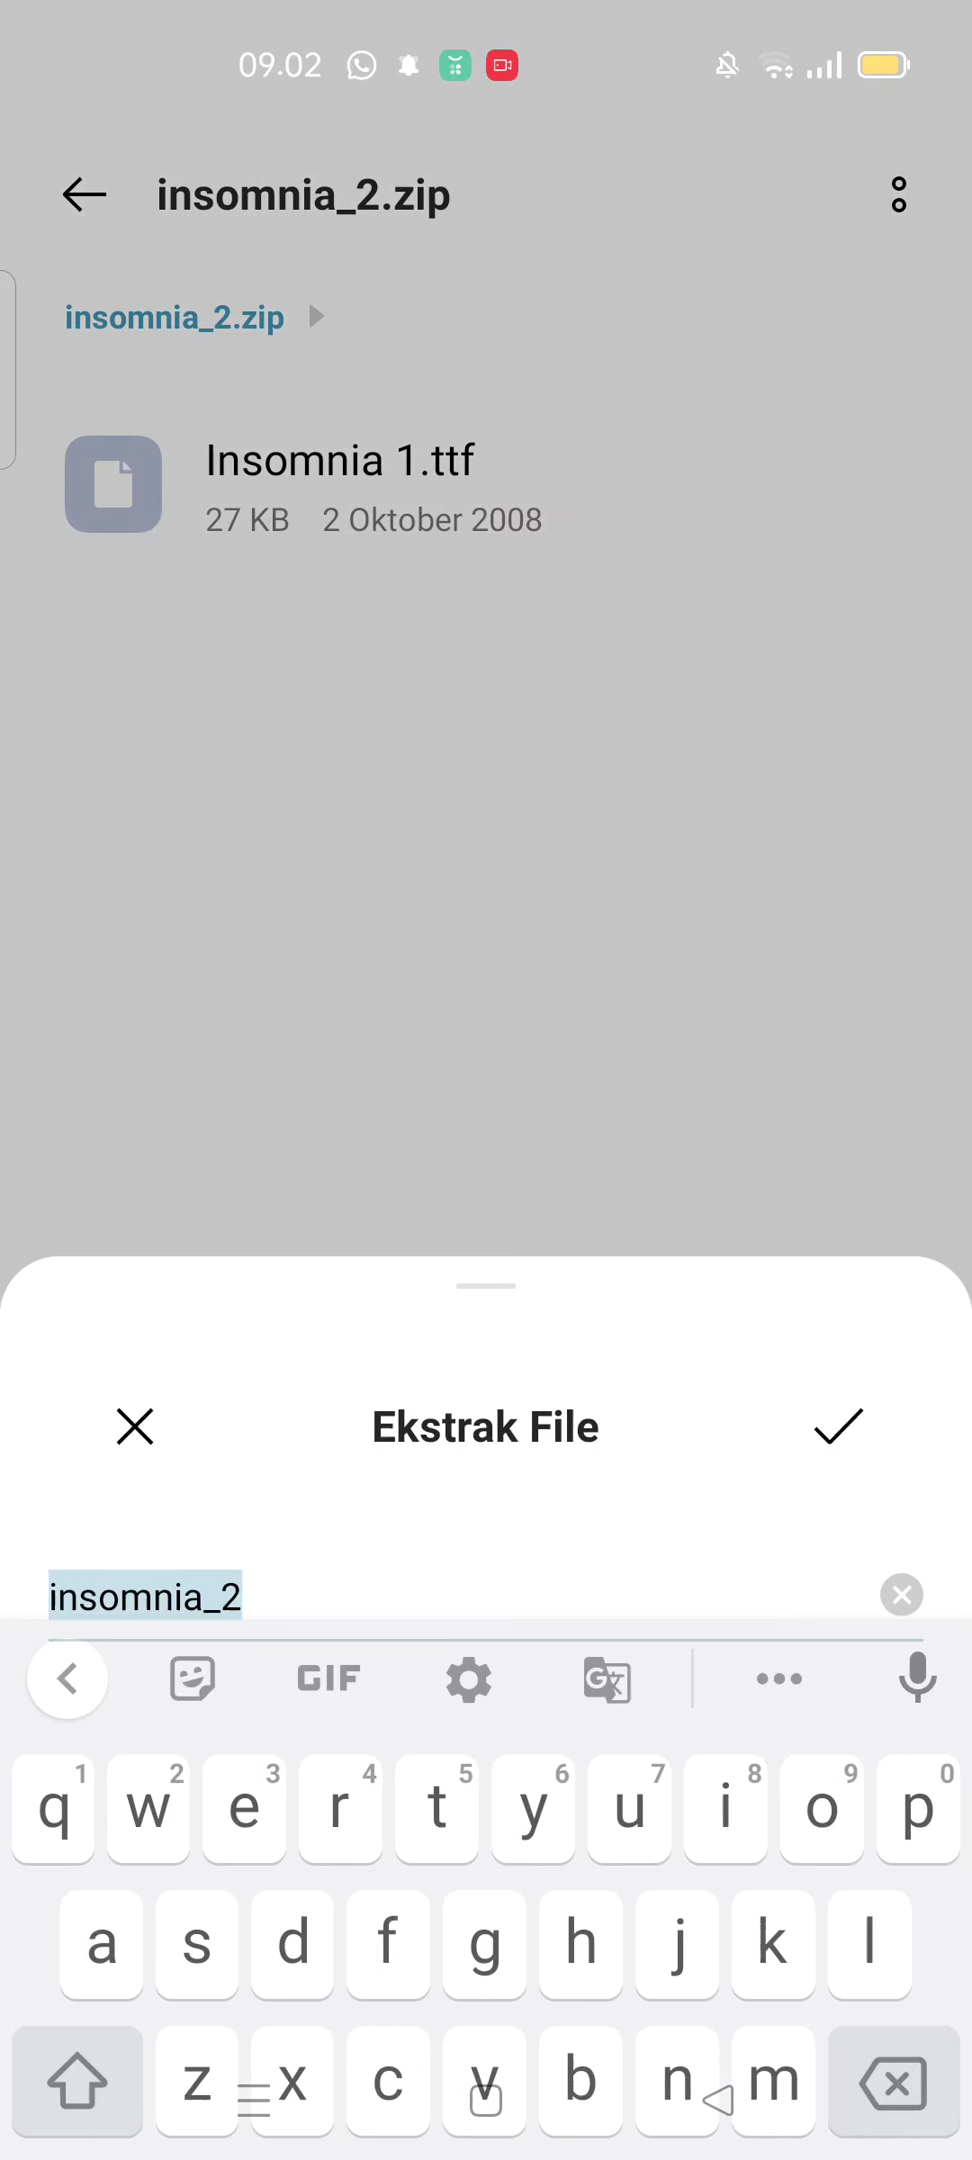 09.02
insomnia_2.zip
insomnia_2.zip
Insomnia 1.ttf
27 KB 2 Oktober 2008
Ekstrak File
insomnia_2
GIF
G
1 2 3 4 5 6 7 8 9 0
q w e r t y u i o p
a s d f g h j k l
z x c v b n m